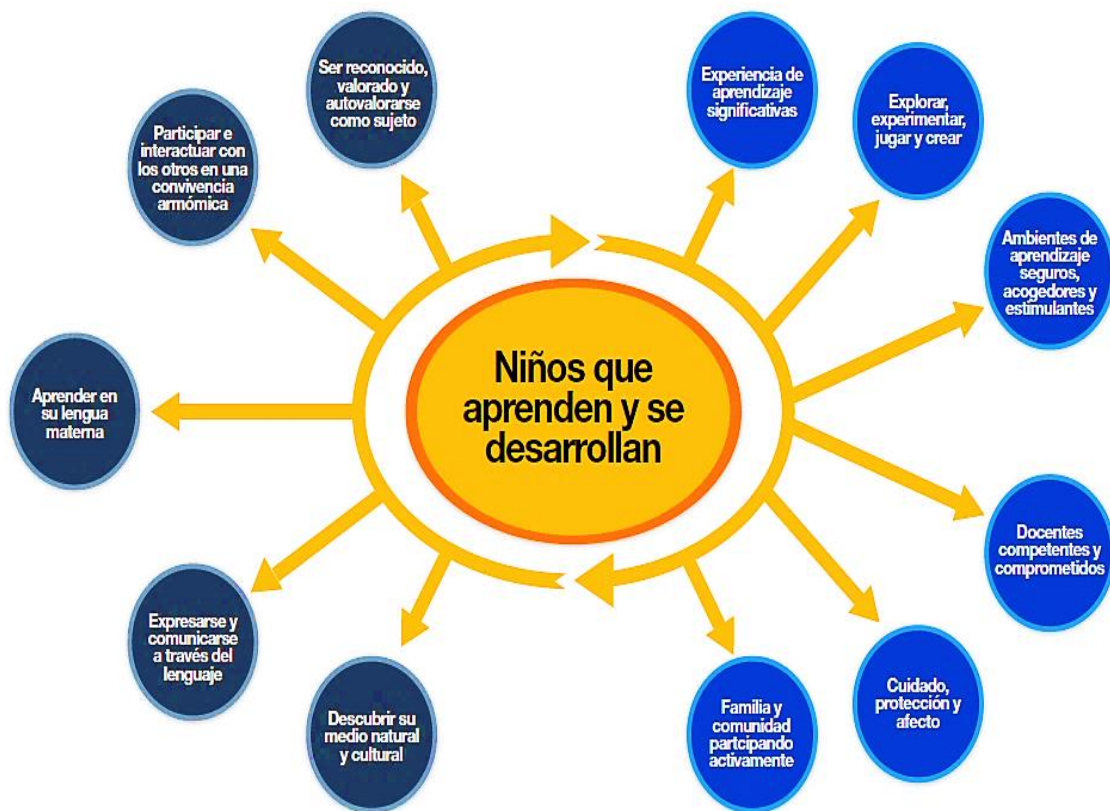 Ser reconocido,
valorado y
autovalorarse
como sujeto
Experiencia de
aprendizaje
significativas
Explorar,
experimentar,
jugar y crear
Participar e
interactuar con
los otros en una
convivencia
armómica
Ambientes de
aprendizaje
seguros,
acogedores y
estimulantes
Niños que
aprenden y se
desarrollan
Aprender en
su lengua
materna
Docentes
competentes y
comprometidos
Expresarse y
comunicarse
a través del
lenguaje
Cuidado,
protección y
afecto
Descubrir su
medio natural
y cultural
Familia y
comunidad
partcipando
activamente